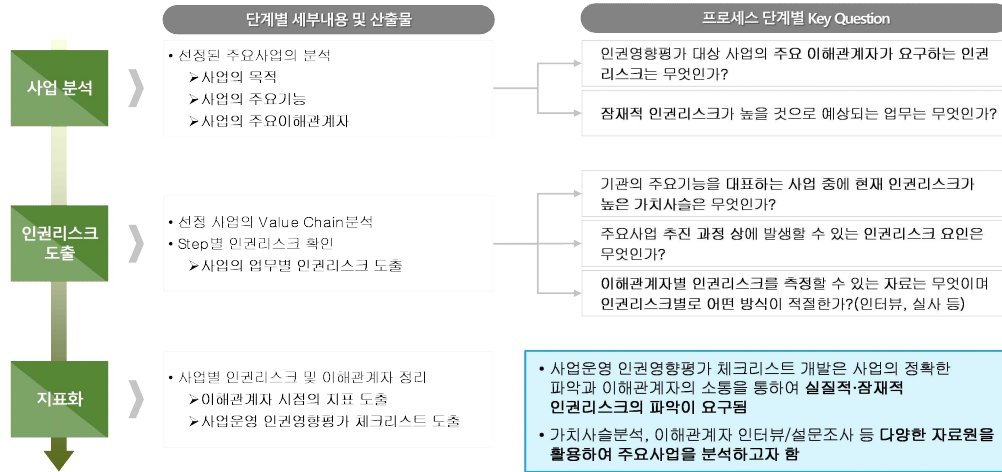 단계별 세부내용 및 산출물
프로세스 단계별 Key Question
사업 분석
• 선정된 주요사업의 분석
➤사업의 목적
➤사업의 주요기능
➤사업의 주요이해관계자
인권영향평가 대상 사업의 주요 이해관계자가 요구하는 인권
리스크는 무엇인가?
잠재적 인권리스크가 높을 것으로 예상되는 업무는 무엇인가?
인권리스크
도출
• 선정 사업의 Value Chain분석
• Step별 인권리스크 확인
➤사업의 업무별 인권리스크 도출
기관의 주요기능을 대표하는 사업 중에 현재 인권리스크가
높은 가치사슬은 무엇인가?
주요사업 추진 과정 상에 발생할 수 있는 인권리스크 요인은
무엇인가?
이해관계자별 인권리스크를 측정할 수 있는 자료는 무엇이며
인권리스크별로 어떤 방식이 적절한가?(인터뷰, 실사 등)
지표화
• 사업별 인권리스크 및 이해관계자 정리
➤이해관계자 시점의 지표 도출
➤사업운영 인권영향평가 체크리스트 도출
• 사업운영 인권영향평가 체크리스트 개발은 사업의 정확한
파악과 이해관계자의 소통을 통하여 실질적·잠재적
인권리스크의 파악이 요구됨
• 가치사슬분석, 이해관계자 인터뷰/설문조사 등 다양한 자료원을
활용하여 주요사업을 분석하고자 함